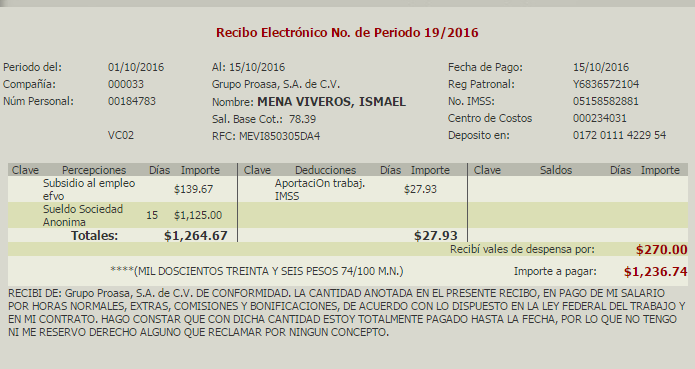 Recibo Electrónico No. de Periodo 19/2016
Periodo del: 01/10/2016 Al: 15/10/2016 Fecha de Pago: 15/10/2016
Compañía: 000033 Grupo Proasa, S.A. de C.V. Reg Patronal: Y6836572104
Núm Personal: 00184783 Nombre: MENA VIVEROS, ISMAEL No. IMSS: 05158582881
Sal. Base Cot.: 78.39 Centro de Costos 000234031
VC02 RFC: MEVI850305DA4 Deposito en: 0172 0111 4229 54
Clave Percepciones Días Importe Clave Deducciones Días Importe Clave Saldos Días Importe
Subsidio al empleo efvo $139.67 AportaciOn trabaj. IMSS $27.93
Sueldo Sociedad Anonima 15 $1,125.00
Totales: $1,264.67 $27.93
Recibí vales de despensa por: $270.00
****(MIL DOSCIENTOS TREINTA Y SEIS PESOS 74/100 M.N.) Importe a pagar: $1,236.74
RECIBI DE: Grupo Proasa, S.A. de C.V. DE CONFORMIDAD. LA CANTIDAD ANOTADA EN EL PRESENTE RECIBO, EN PAGO DE MI SALARIO
POR HORAS NORMALES, EXTRAS, COMISIONES Y BONIFICACIONES, DE ACUERDO CON LO DISPUESTO EN LA LEY FEDERAL DEL TRABAJO Y
EN MI CONTRATO. HAGO CONSTAR QUE CON DICHA CANTIDAD ESTOY TOTALMENTE PAGADO HASTA LA FECHA, POR LO QUE NO TENGO
NI ME RESERVO DERECHO ALGUNO QUE RECLAMAR POR NINGUN CONCEPTO.